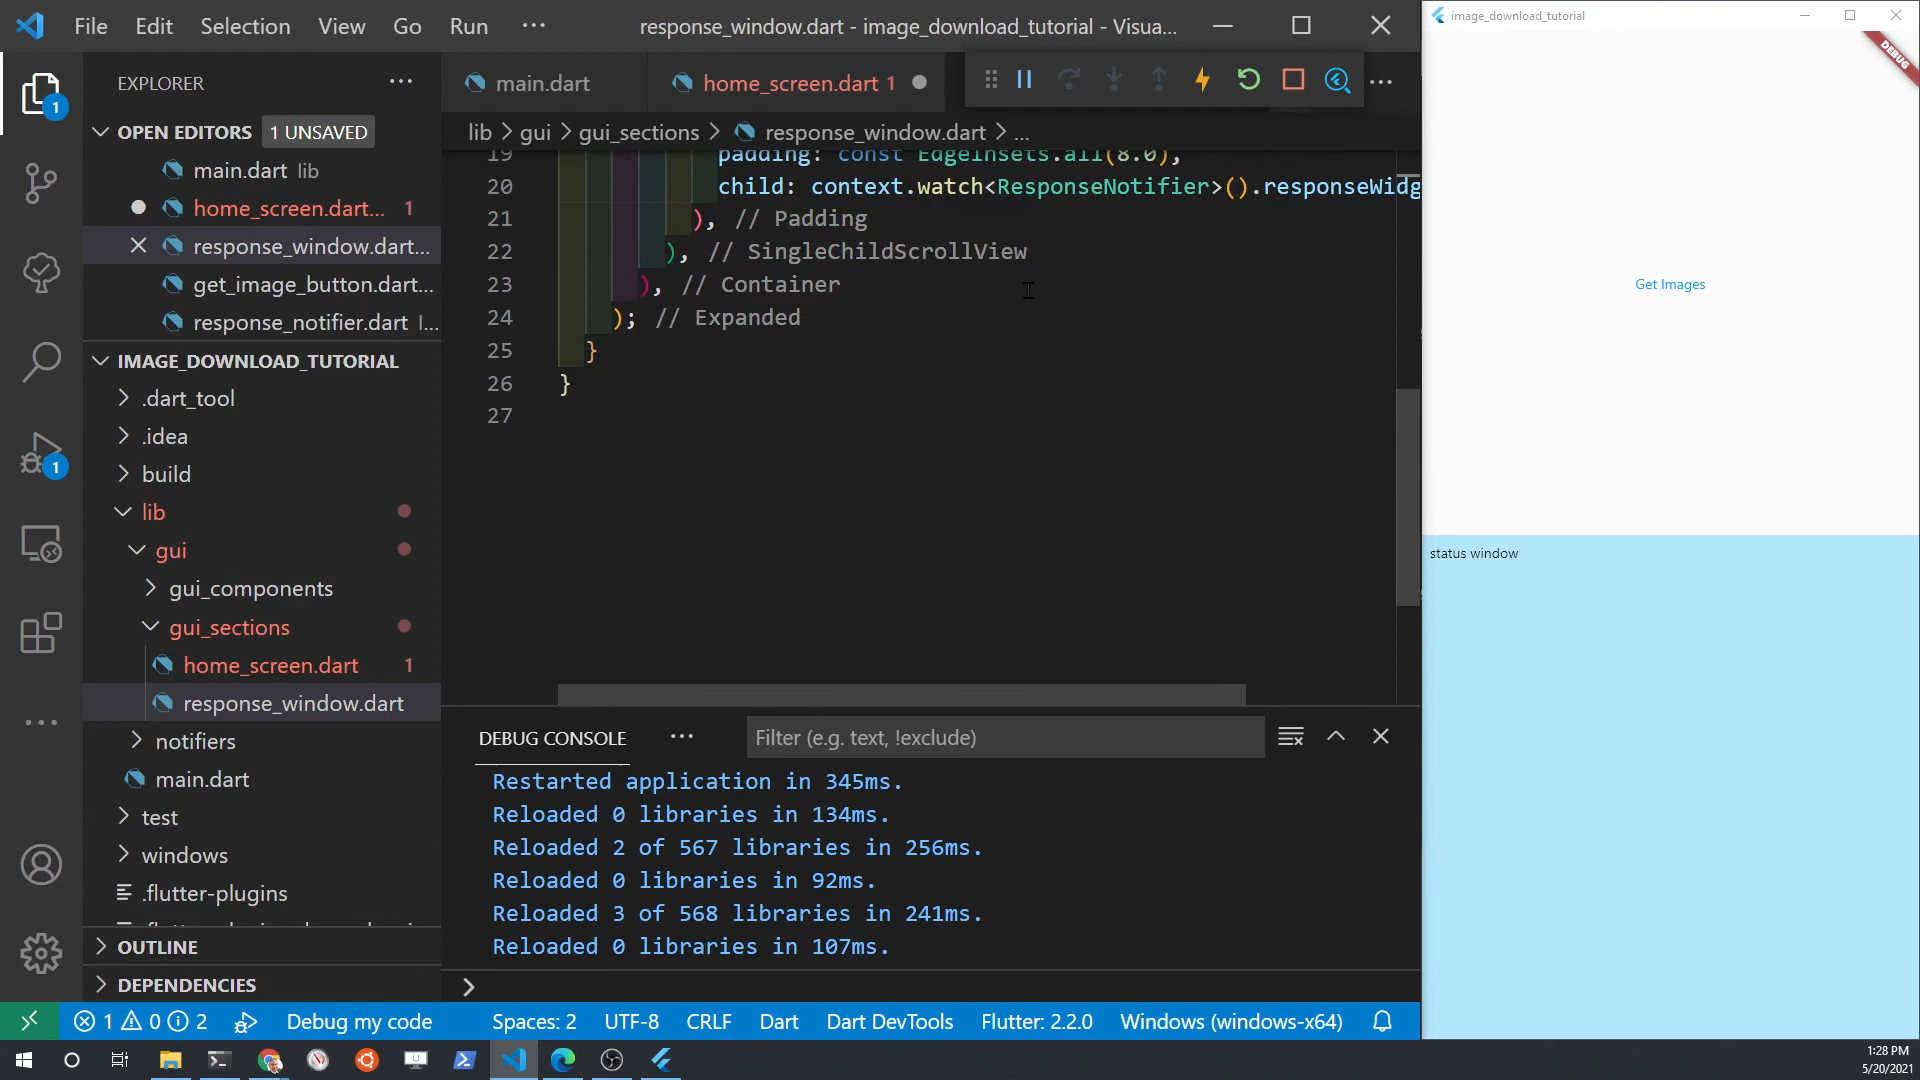 File Edit Selection View Go Run ···
response_window.dart - image_download_tutorial - Visua...
image_download_tutorial
DEBUG
EXPLORER
main.dart
home_screen.dart 1
OPEN EDITORS 1 UNSAVED
main.dart lib
home_screen.dart... 1
response_window.dart...
get_image_button.dart...
response_notifier.dart l...
IMAGE_DOWNLOAD_TUTORIAL
.dart_tool
.idea
build
lib
gui
gui_components
gui_sections
home_screen.dart 1
response_window.dart
notifiers
main.dart
test
windows
.flutter-plugins
OUTLINE
DEPENDENCIES
1
1
lib > gui > gui_sections > response_window.dart > ...
19 padding: const EdgeInsets.all(8.0),
20 child: context.watch<ResponseNotifier>().responseWidg
21 ), // Padding
22 ), // SingleChildScrollView
23 ), // Container
24 ); // Expanded
25 }
26 }
27
DEBUG CONSOLE
Filter (e.g. text, !exclude)
Restarted application in 345ms.
Reloaded 0 libraries in 134ms.
Reloaded 2 of 567 libraries in 256ms.
Reloaded 0 libraries in 92ms.
Reloaded 3 of 568 libraries in 241ms.
Reloaded 0 libraries in 107ms.
Get Images
status window
1 0 2 Debug my code Spaces: 2 UTF-8 CRLF Dart Dart DevTools Flutter: 2.2.0 Windows (windows-x64)
1:28 PM
5/20/2021